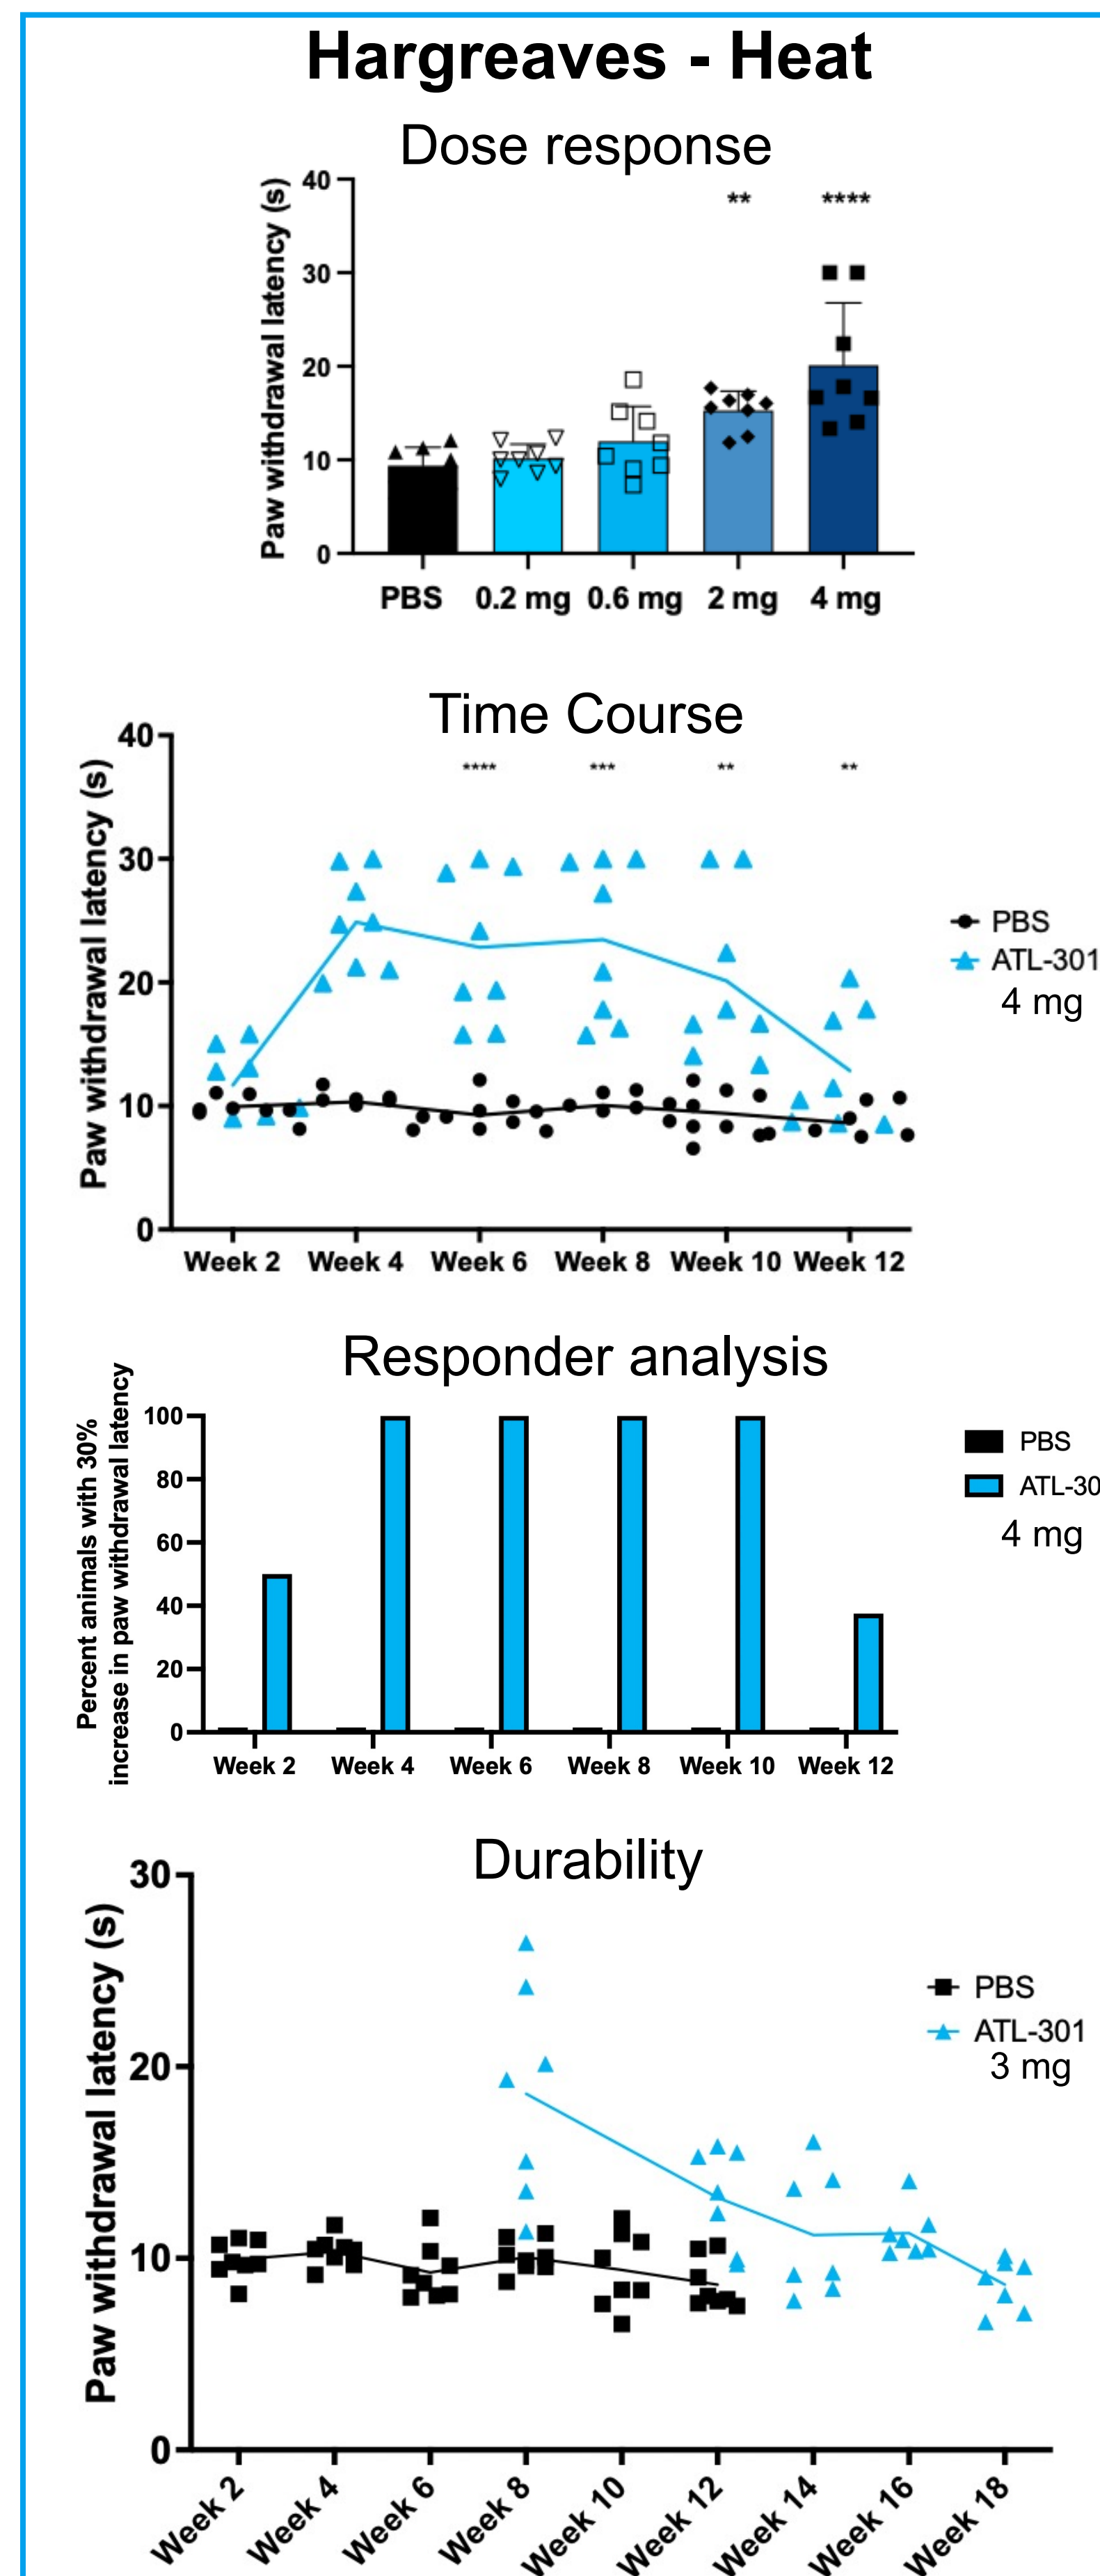 Hargreaves - Heat
Dose response
Paw withdrawal latency (s)
40
30
20
10
0
**
****
PBS
0.2 mg
0.6 mg
2 mg
4 mg
Time Course
Paw withdrawal latency (s)
40
30
20
10
0
****
***
**
**
PBS
ATL-301
4 mg
Week 2
Week 4
Week 6
Week 8
Week 10
Week 12
Responder analysis
Percent animals with 30%
increase in paw withdrawal latency
100
80
60
40
20
0
PBS
ATL-30
4 mg
Week 2
Week 4
Week 6
Week 8
Week 10
Week 12
Durability
Paw withdrawal latency (s)
30
20
10
0
PBS
ATL-301
3 mg
Week 2
Week 4
Week 6
Week 8
Week 10
Week 12
Week 14
Week 16
Week 18